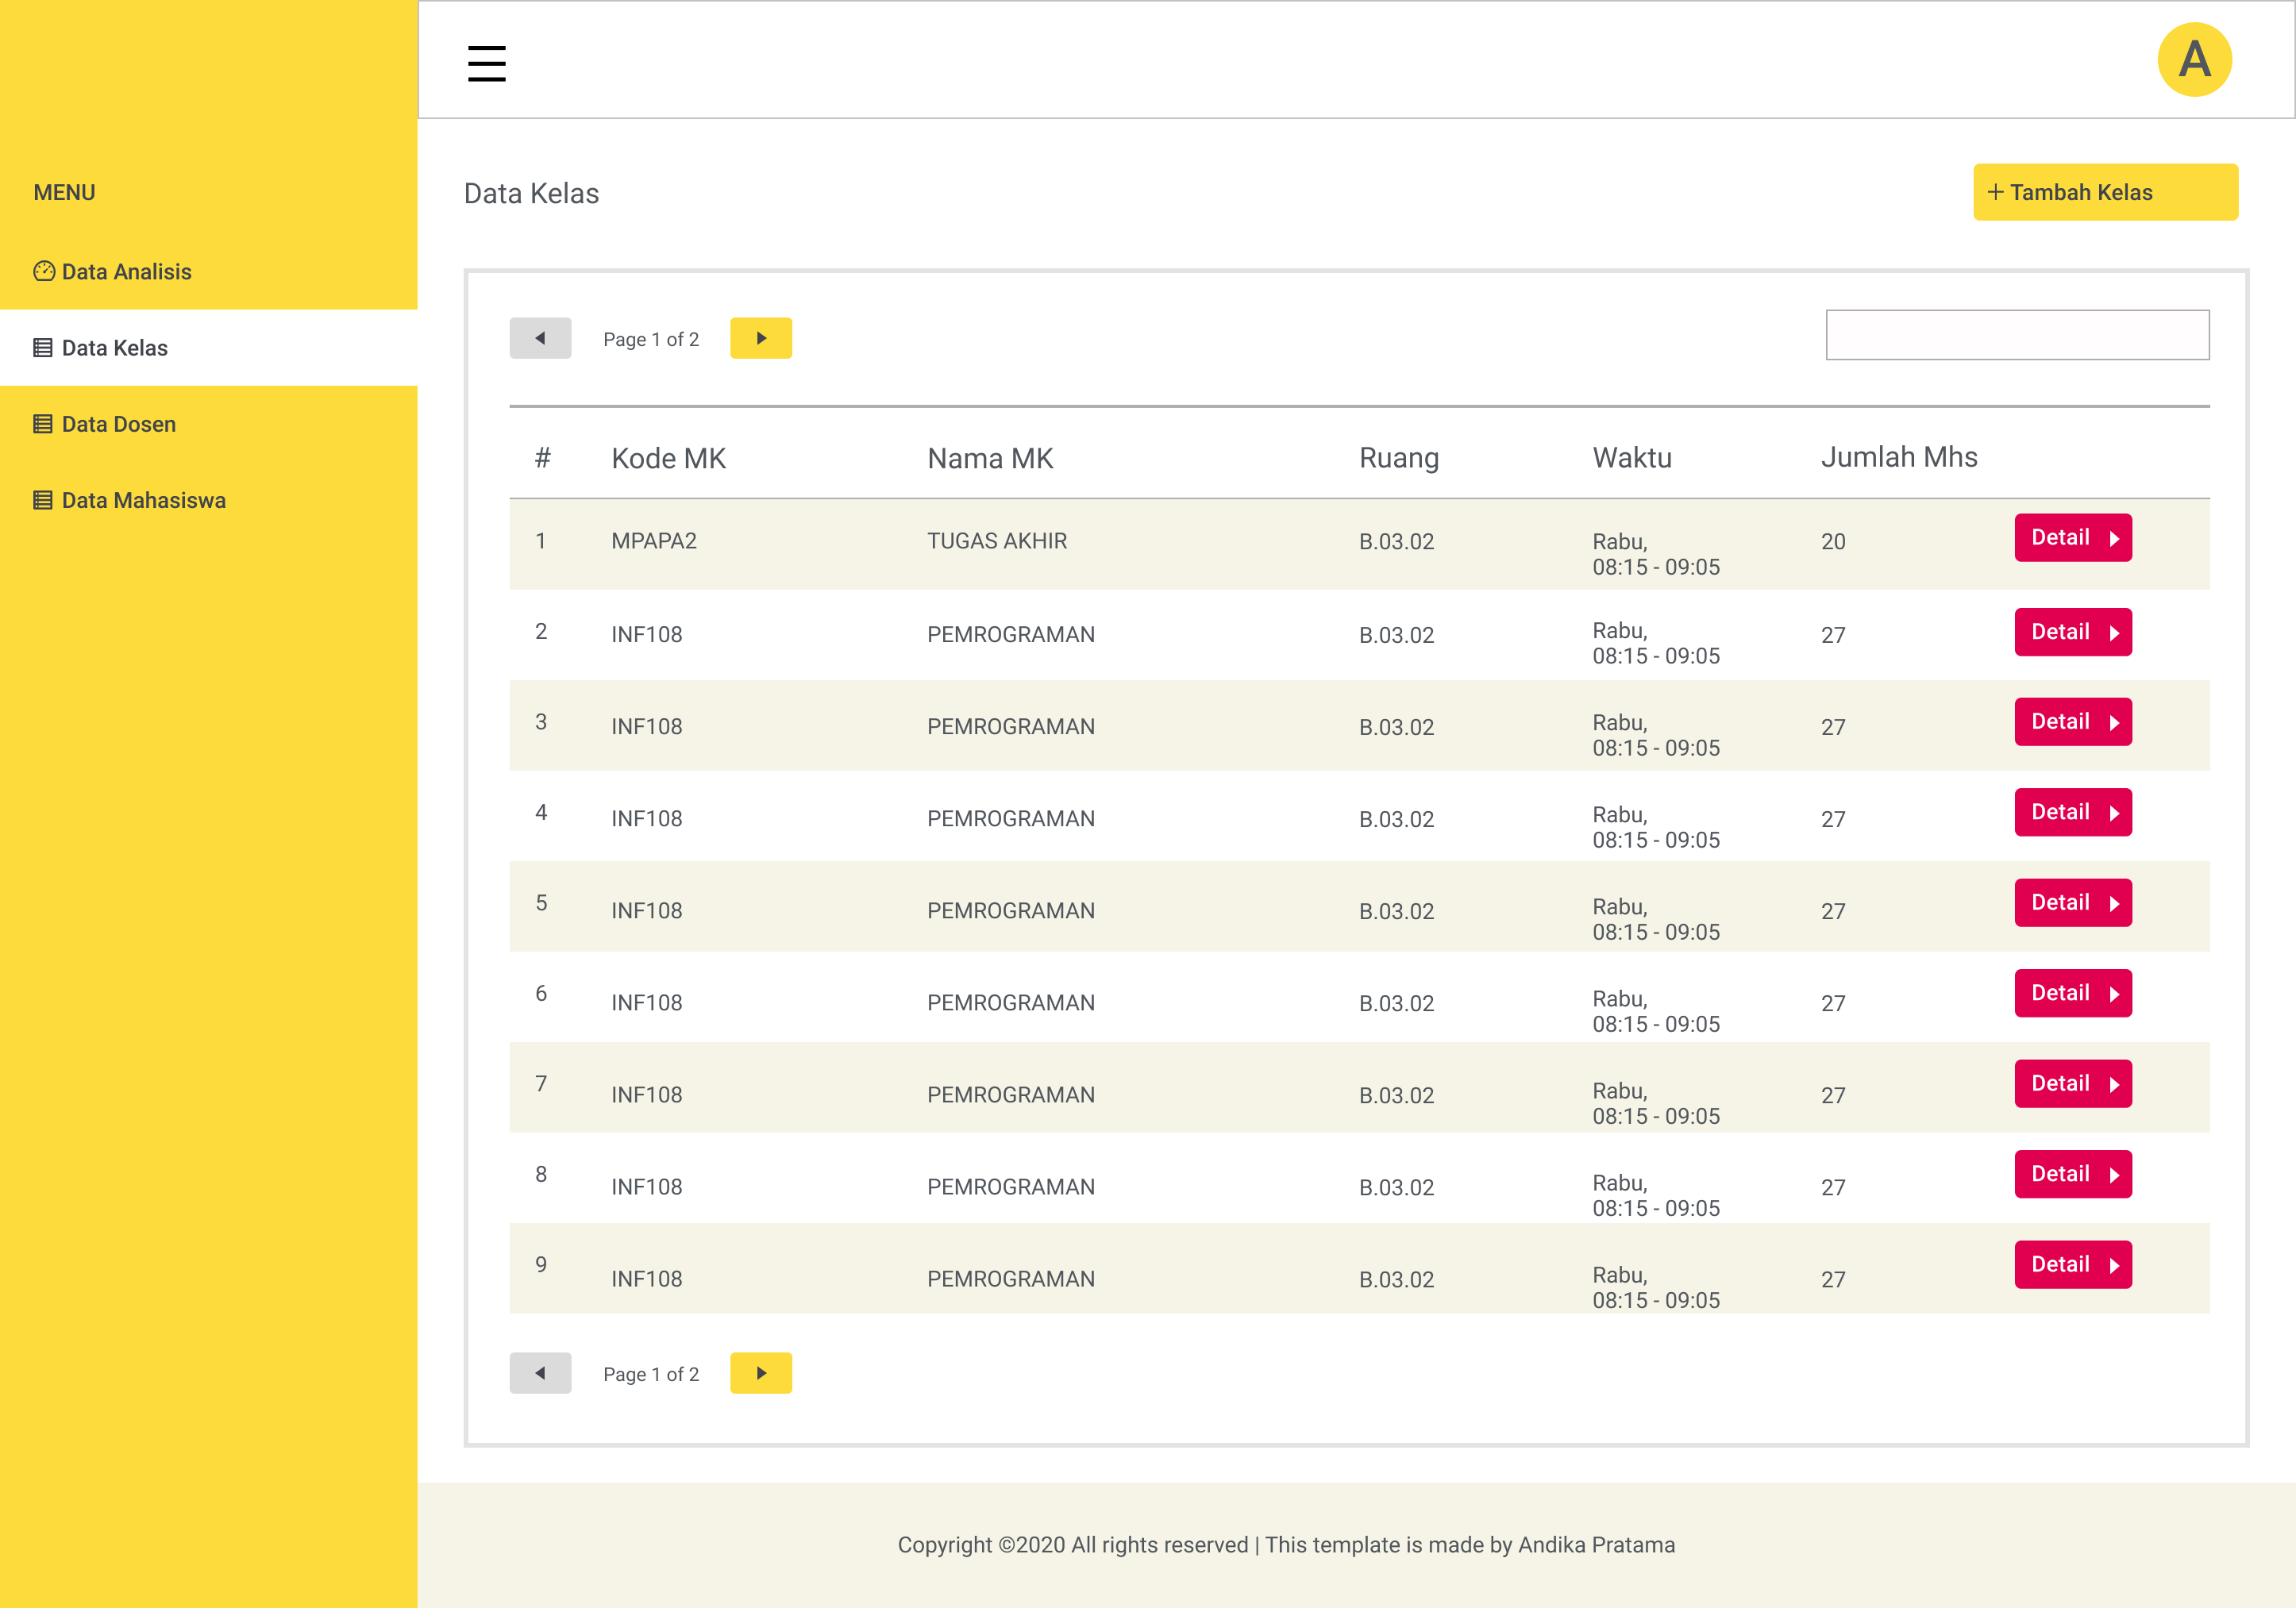 A
MENU
Data Kelas
+ Tambah Kelas
Data Analisis
Data Kelas
Data Dosen
Data Mahasiswa
Page 1 of 2
# Kode MK Nama MK Ruang Waktu Jumlah Mhs
1 MPAPA2 TUGAS AKHIR B.03.02 Rabu, 20 Detail
08:15 - 09:05
2 INF108 PEMROGRAMAN B.03.02 Rabu, 27 Detail
08:15 - 09:05
3 INF108 PEMROGRAMAN B.03.02 Rabu, 27 Detail
08:15 - 09:05
4 INF108 PEMROGRAMAN B.03.02 Rabu, 27 Detail
08:15 - 09:05
5 INF108 PEMROGRAMAN B.03.02 Rabu, 27 Detail
08:15 - 09:05
6 INF108 PEMROGRAMAN B.03.02 Rabu, 27 Detail
08:15 - 09:05
7 INF108 PEMROGRAMAN B.03.02 Rabu, 27 Detail
08:15 - 09:05
8 INF108 PEMROGRAMAN B.03.02 Rabu, 27 Detail
08:15 - 09:05
9 INF108 PEMROGRAMAN B.03.02 Rabu, 27 Detail
08:15 - 09:05
Page 1 of 2
Copyright ©2020 All rights reserved | This template is made by Andika Pratama